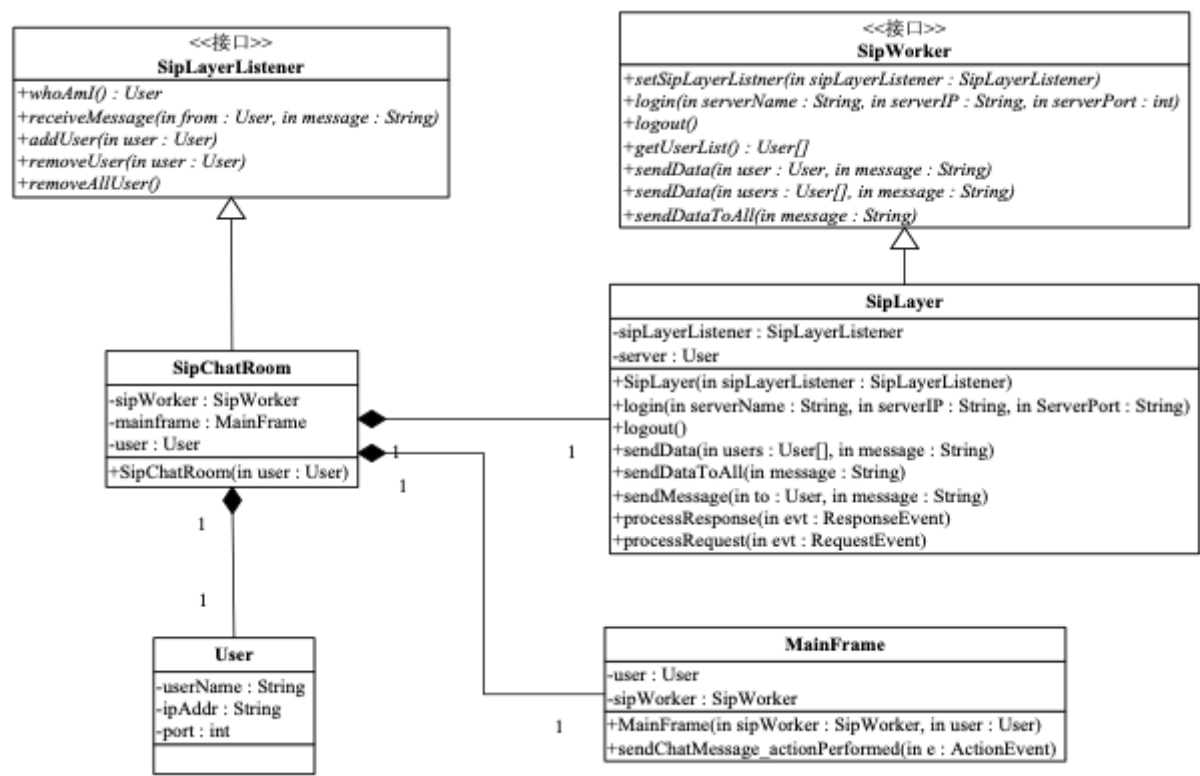 <<接口>>
SipLayerListener
+whoAmI() : User
+receiveMessage(in from : User, in message : String)
+addUser(in user : User)
+removeUser(in user : User)
+removeAllUser()
<<接口>>
SipWorker
+setSipLayerListner(in sipLayerListener : SipLayerListener)
+login(in serverName : String, in serverIP : String, in serverPort : int)
+logout()
+getUserList() : User[]
+sendData(in user : User, in message : String)
+sendData(in users : User[], in message : String)
+sendDataToAll(in message : String)
SipLayer
-sipLayerListener : SipLayerListener
-server : User
+SipLayer(in sipLayerListener : SipLayerListener)
+login(in serverName : String, in serverIP : String, in ServerPort : String)
+logout()
+sendData(in users : User[], in message : String)
+sendDataToAll(in message : String)
+sendMessage(in to : User, in message : String)
+processResponse(in evt : ResponseEvent)
+processRequest(in evt : RequestEvent)
SipChatRoom
-sipWorker : SipWorker
-mainframe : MainFrame
-user : User
+SipChatRoom(in user : User)
1
1
1
1
1
1
User
-userName : String
-ipAddr : String
-port : int
MainFrame
-user : User
-sipWorker : SipWorker
+MainFrame(in sipWorker : SipWorker, in user : User)
+sendChatMessage_actionPerformed(in e : ActionEvent)